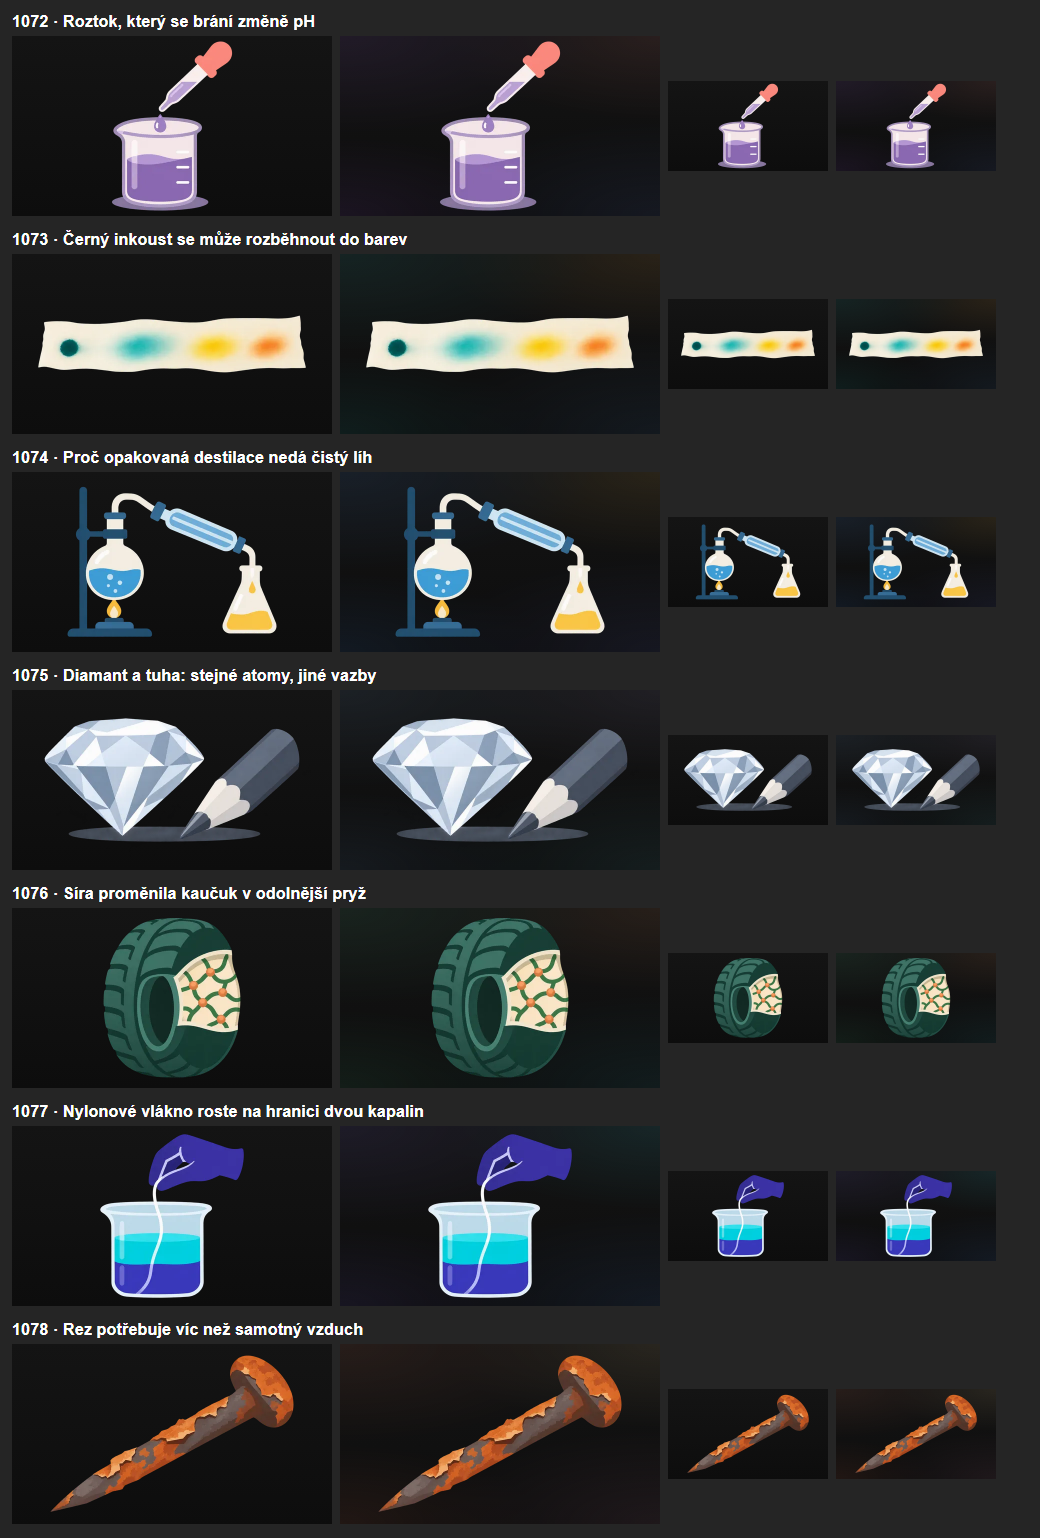 1072 · Roztok, který se brání změně pH
1073 · Černý inkoust se může rozběhnout do barev
1074 · Proč opakovaná destilace nedá čistý líh
1075 · Diamant a tuha: stejné atomy, jiné vazby
1076 · Síra proměnila kaučuk v odolnější pryž
1077 · Nylonové vlákno roste na hranici dvou kapalin
1078 · Rez potřebuje víc než samotný vzduch